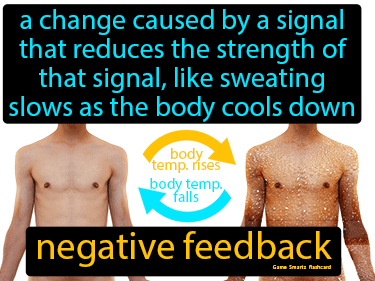 a change caused by a signal
that reduces the strength of
that signal, like sweating
slows as the body cools down
body
temp. rises
body temp.
falls
negative feedback
Game Smartz flashcard